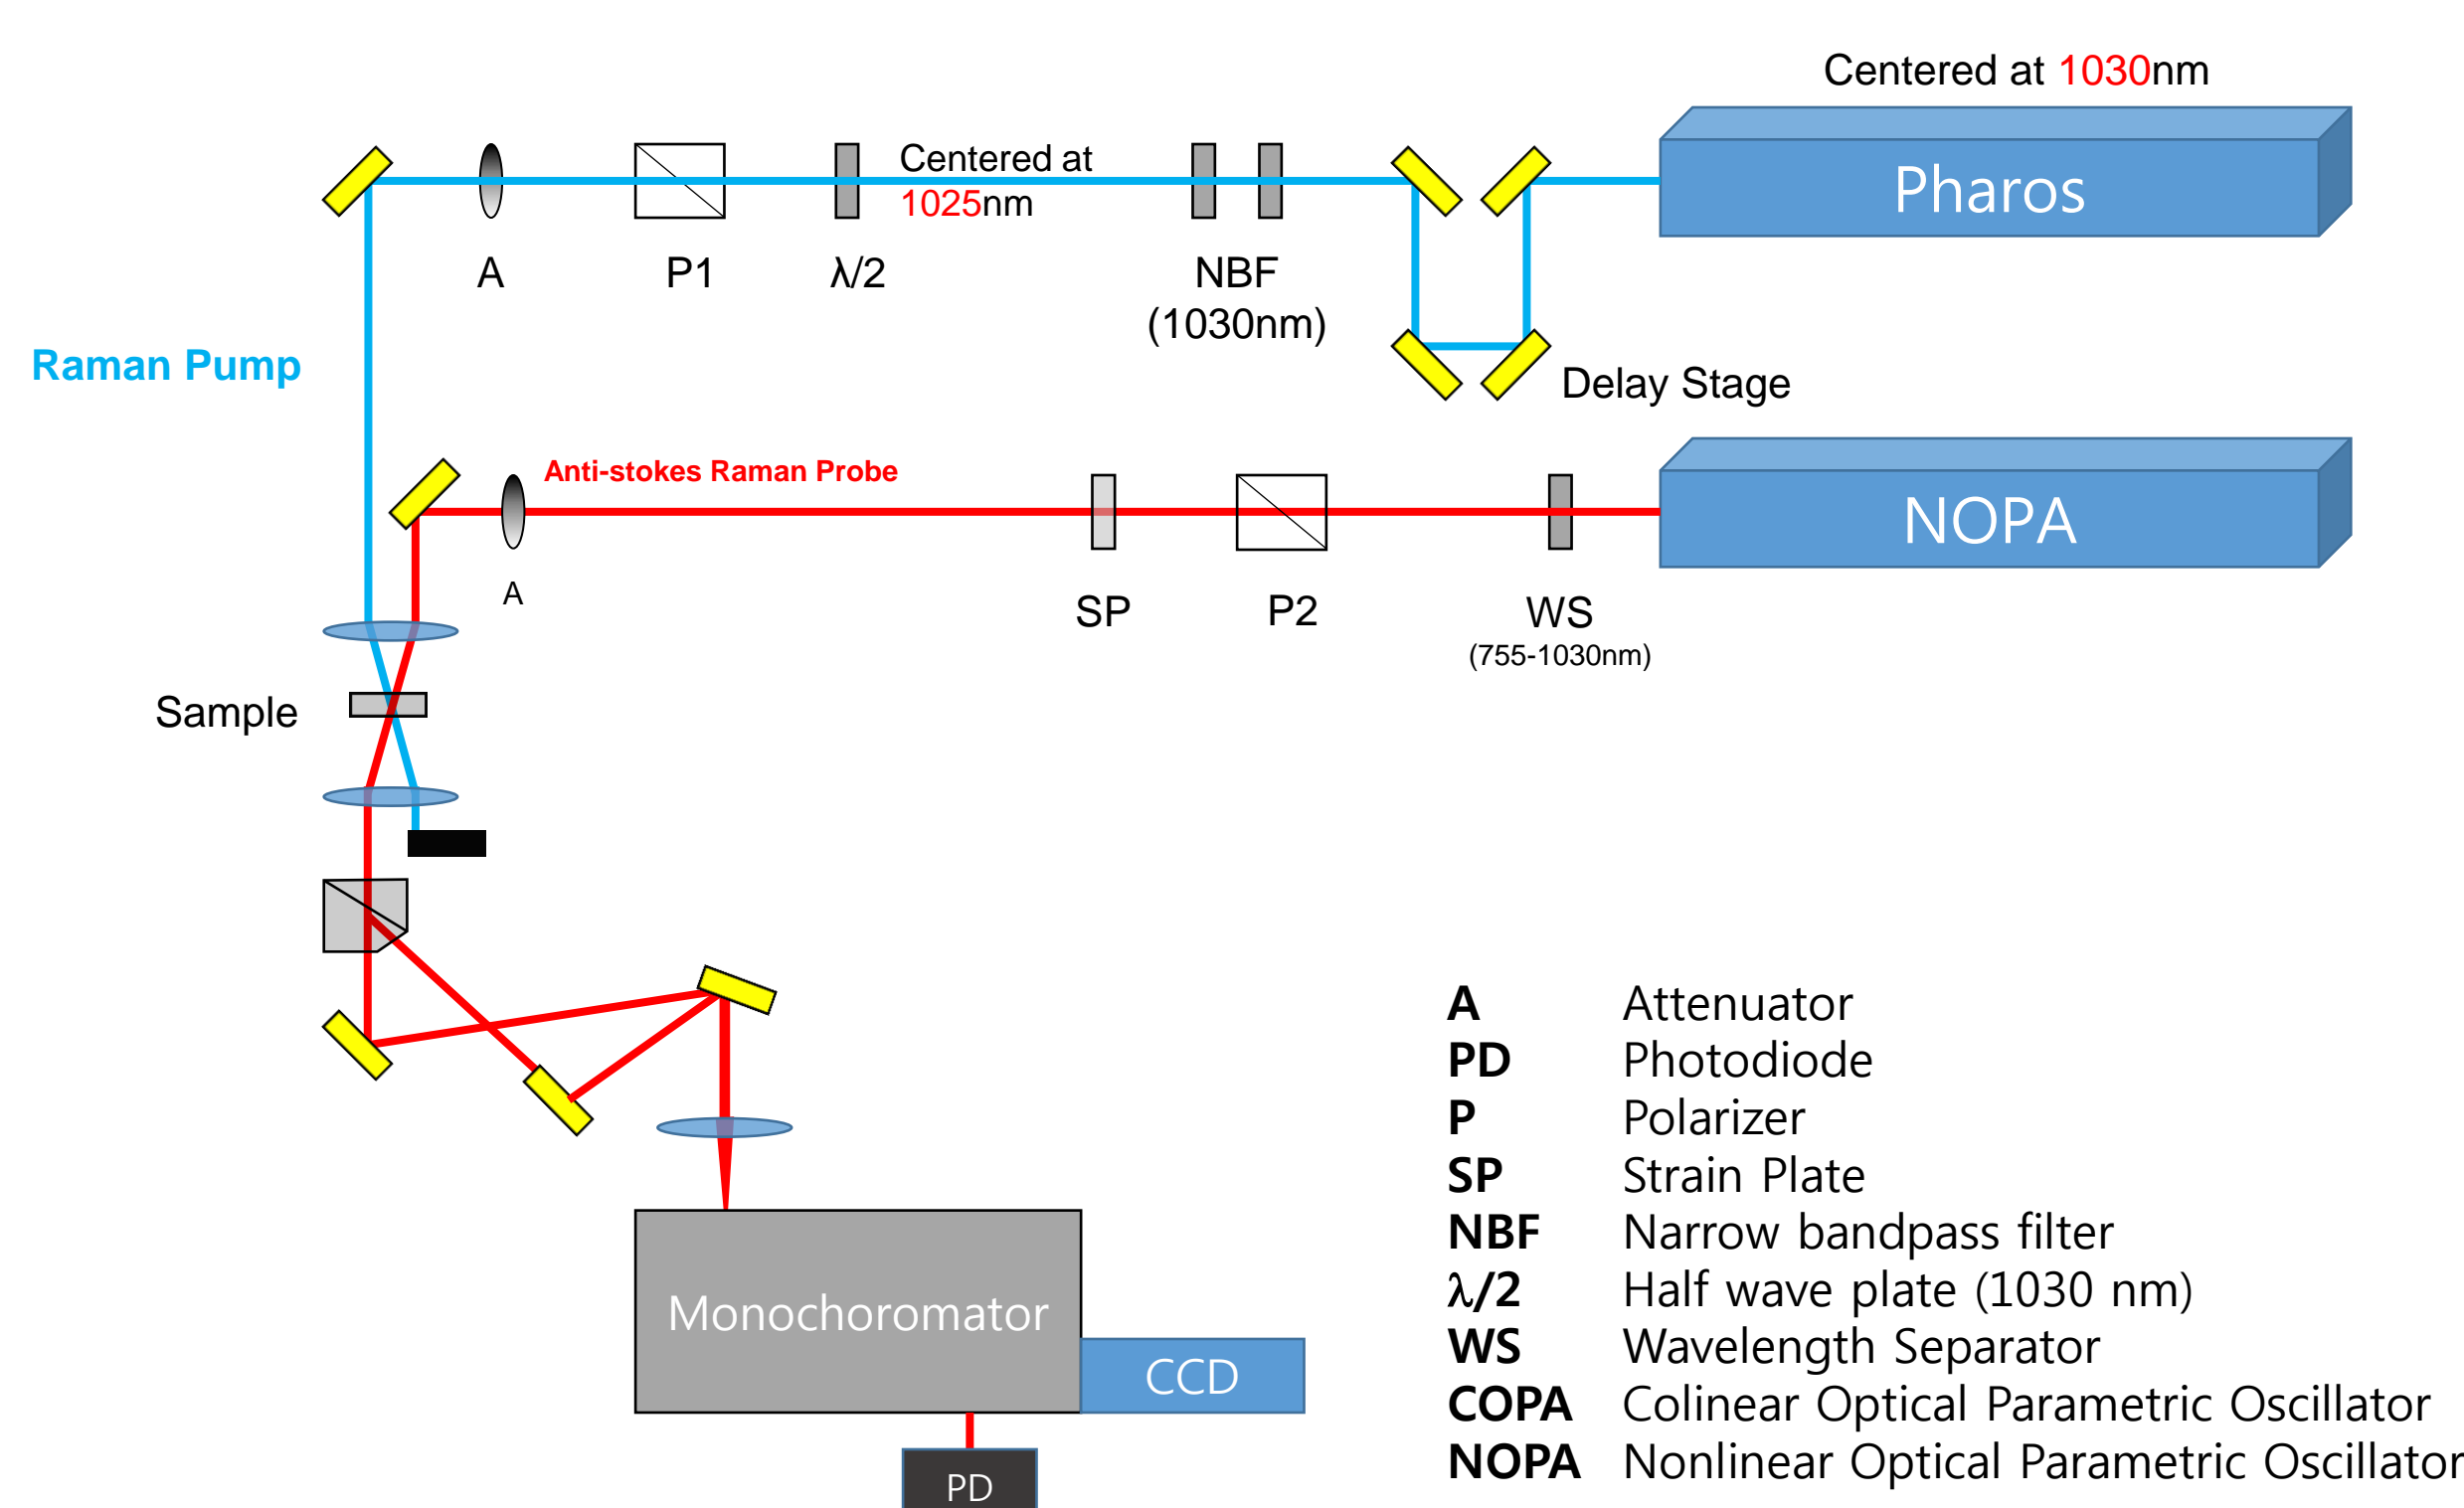 Centered at 1030nm
Pharos
Centered at
1025nm
A
P1
λ/2
NBF
(1030nm)
Raman Pump
Delay Stage
Anti-stokes Raman Probe
NOPA
A
SP
P2
WS
(755-1030nm)
Sample
A Attenuator
PD Photodiode
P Polarizer
SP Strain Plate
NBF Narrow bandpass filter
λ/2 Half wave plate (1030 nm)
WS Wavelength Separator
COPA Colinear Optical Parametric Oscillator
NOPA Nonlinear Optical Parametric Oscillator
Monochoromator
CCD
PD